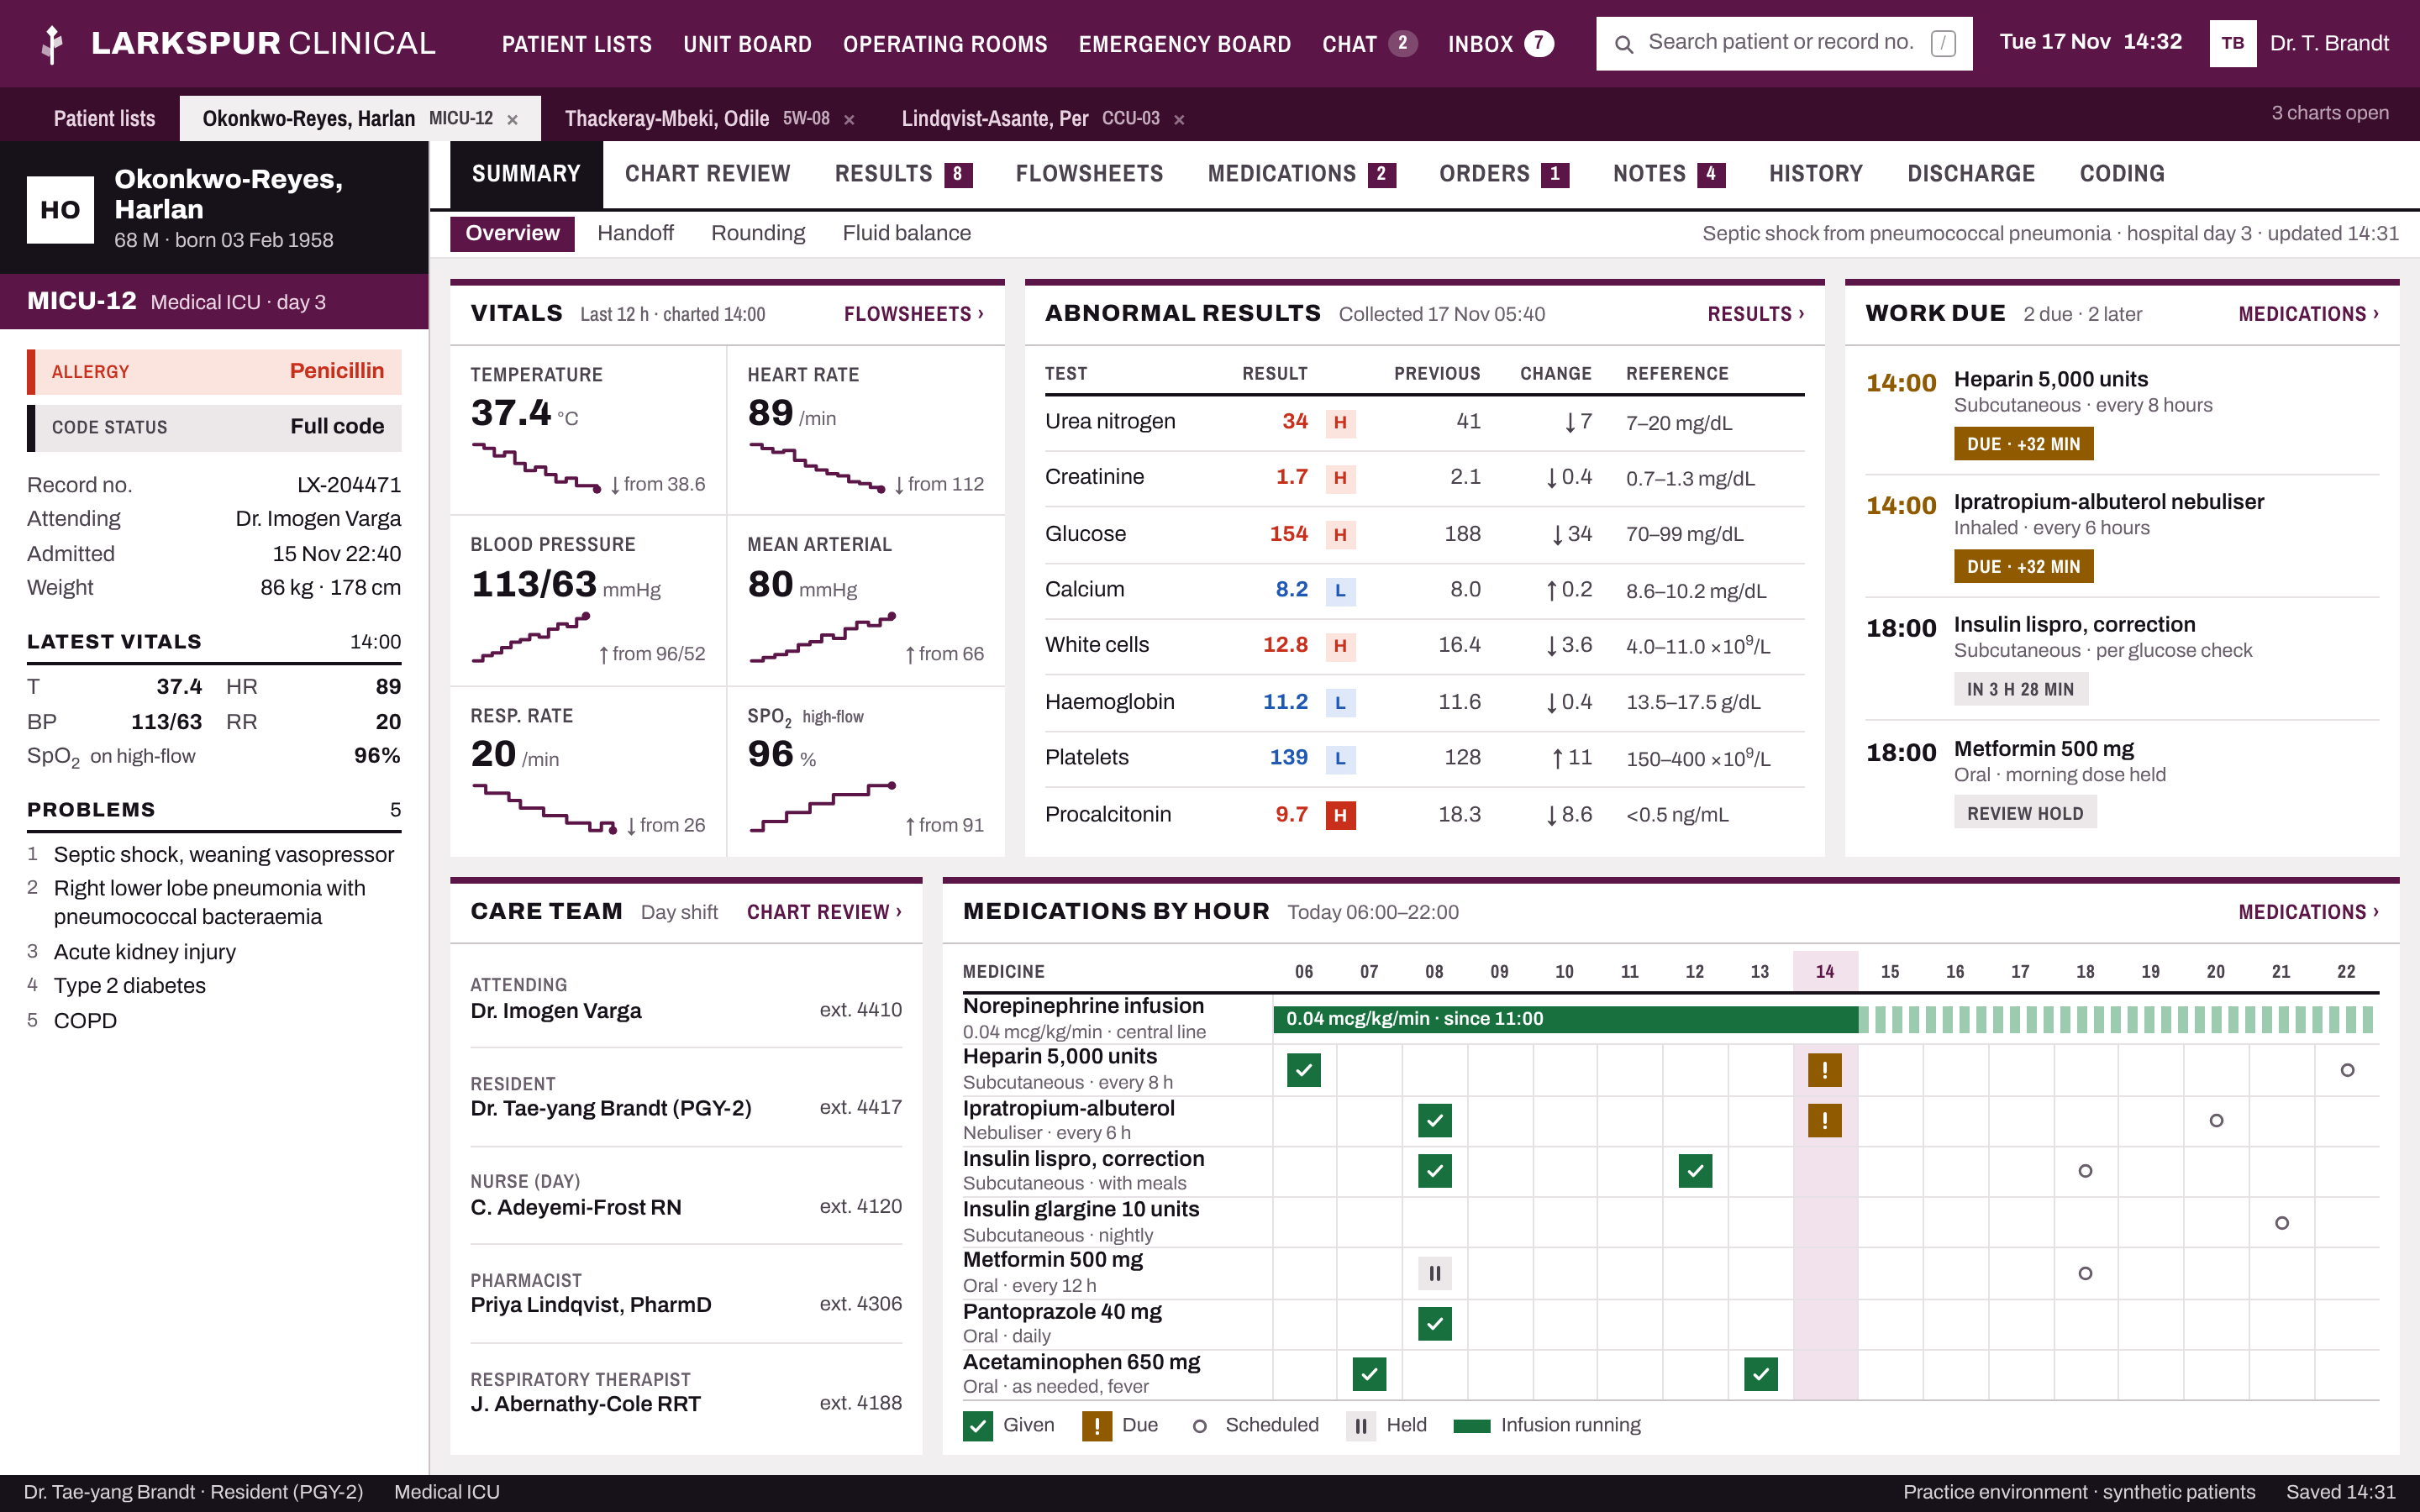 LARKSPUR CLINICAL
PATIENT LISTS
UNIT BOARD
OPERATING ROOMS
EMERGENCY BOARD
CHAT 2
INBOX 7
Search patient or record no. /
Tue 17 Nov 14:32
TB
Dr. T. Brandt
Patient lists
Okonkwo-Reyes, Harlan MICU-12 ×
Thackeray-Mbeki, Odile 5W-08 ×
Lindqvist-Asante, Per CCU-03 ×
3 charts open
HO
Okonkwo-Reyes,
Harlan
68 M · born 03 Feb 1958
MICU-12 Medical ICU · day 3
ALLERGY Penicillin
CODE STATUS Full code
Record no. LX-204471
Attending Dr. Imogen Varga
Admitted 15 Nov 22:40
Weight 86 kg · 178 cm
LATEST VITALS 14:00
T 37.4 HR 89
BP 113/63 RR 20
SpO2 on high-flow 96%
PROBLEMS 5
1 Septic shock, weaning vasopressor
2 Right lower lobe pneumonia with
pneumococcal bacteraemia
3 Acute kidney injury
4 Type 2 diabetes
5 COPD
SUMMARY
CHART REVIEW
RESULTS 8
FLOWSHEETS
MEDICATIONS 2
ORDERS 1
NOTES 4
HISTORY
DISCHARGE
CODING
Overview
Handoff
Rounding
Fluid balance
Septic shock from pneumococcal pneumonia · hospital day 3 · updated 14:31
VITALS Last 12 h · charted 14:00 FLOWSHEETS ›
TEMPERATURE
37.4 °C
↓ from 38.6
HEART RATE
89 /min
↓ from 112
BLOOD PRESSURE
113/63 mmHg
↑ from 96/52
MEAN ARTERIAL
80 mmHg
↑ from 66
RESP. RATE
20 /min
↓ from 26
SPO2 high-flow
96 %
↑ from 91
ABNORMAL RESULTS Collected 17 Nov 05:40 RESULTS ›
TEST RESULT PREVIOUS CHANGE REFERENCE
Urea nitrogen 34 H 41 ↓ 7 7–20 mg/dL
Creatinine 1.7 H 2.1 ↓ 0.4 0.7–1.3 mg/dL
Glucose 154 H 188 ↓ 34 70–99 mg/dL
Calcium 8.2 L 8.0 ↑ 0.2 8.6–10.2 mg/dL
White cells 12.8 H 16.4 ↓ 3.6 4.0–11.0 ×10⁹/L
Haemoglobin 11.2 L 11.6 ↓ 0.4 13.5–17.5 g/dL
Platelets 139 L 128 ↑ 11 150–400 ×10⁹/L
Procalcitonin 9.7 H 18.3 ↓ 8.6 <0.5 ng/mL
WORK DUE 2 due · 2 later MEDICATIONS ›
14:00 Heparin 5,000 units
Subcutaneous · every 8 hours
DUE · +32 MIN
14:00 Ipratropium-albuterol nebuliser
Inhaled · every 6 hours
DUE · +32 MIN
18:00 Insulin lispro, correction
Subcutaneous · per glucose check
IN 3 H 28 MIN
18:00 Metformin 500 mg
Oral · morning dose held
REVIEW HOLD
CARE TEAM Day shift CHART REVIEW ›
ATTENDING
Dr. Imogen Varga ext. 4410
RESIDENT
Dr. Tae-yang Brandt (PGY-2) ext. 4417
NURSE (DAY)
C. Adeyemi-Frost RN ext. 4120
PHARMACIST
Priya Lindqvist, PharmD ext. 4306
RESPIRATORY THERAPIST
J. Abernathy-Cole RRT ext. 4188
MEDICATIONS BY HOUR Today 06:00–22:00 MEDICATIONS ›
MEDICINE 06 07 08 09 10 11 12 13 14 15 16 17 18 19 20 21 22
Norepinephrine infusion
0.04 mcg/kg/min · central line
0.04 mcg/kg/min · since 11:00
Heparin 5,000 units
Subcutaneous · every 8 h
Ipratropium-albuterol
Nebuliser · every 6 h
Insulin lispro, correction
Subcutaneous · with meals
Insulin glargine 10 units
Subcutaneous · nightly
Metformin 500 mg
Oral · every 12 h
Pantoprazole 40 mg
Oral · daily
Acetaminophen 650 mg
Oral · as needed, fever
Given
! Due
Scheduled
Held
Infusion running
Dr. Tae-yang Brandt · Resident (PGY-2) Medical ICU
Practice environment · synthetic patients Saved 14:31